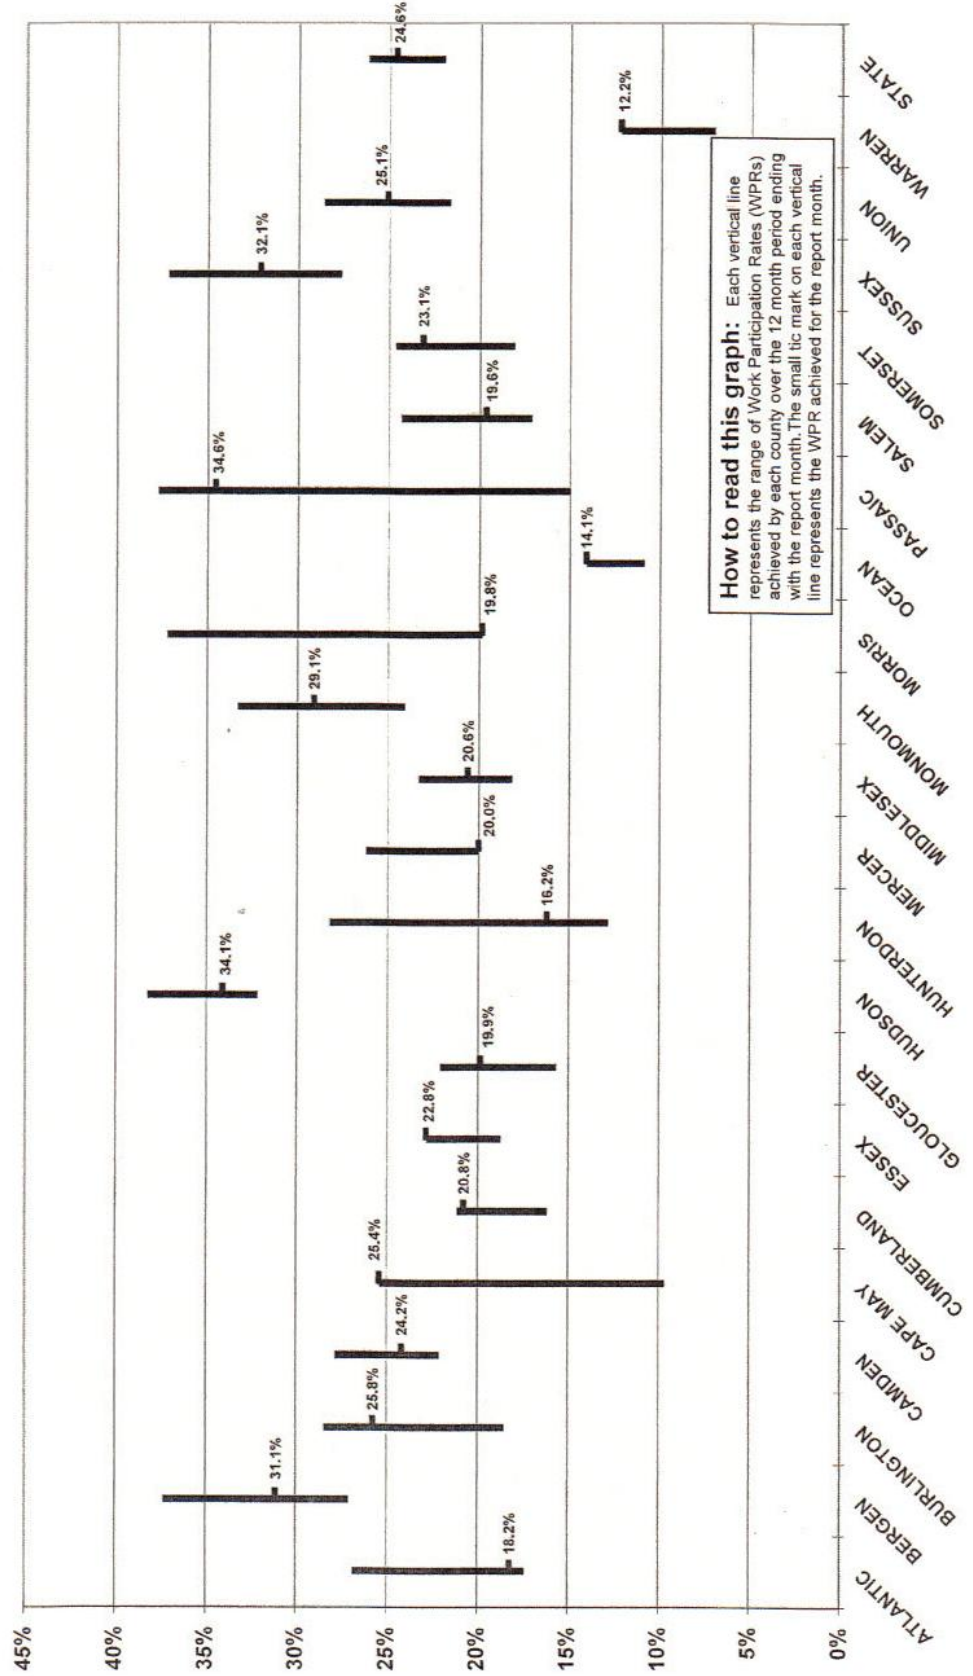 45%
40%
35%
30%
25%
20%
15%
10%
5%
0%
18.2%
31.1%
25.8%
24.2%
25.4%
20.8%
22.8%
19.9%
34.1%
16.2%
20.0%
20.6%
29.1%
19.8%
14.1%
34.6%
19.6%
23.1%
32.1%
25.1%
12.2%
24.6%
ATLANTIC
BERGEN
BURLINGTON
CAMDEN
CAPE MAY
CUMBERLAND
ESSEX
GLOUCESTER
HUDSON
HUNTERDON
MERCER
MIDDLESEX
MONMOUTH
MORRIS
OCEAN
PASSAIC
SALEM
SOMERSET
SUSSEX
UNION
WARREN
STATE
How to read this graph: Each vertical line
represents the range of Work Participation Rates (WPRs)
achieved by each county over the 12 month period ending
with the report month.The small tic mark on each vertical
line represents the WPR achieved for the report month.